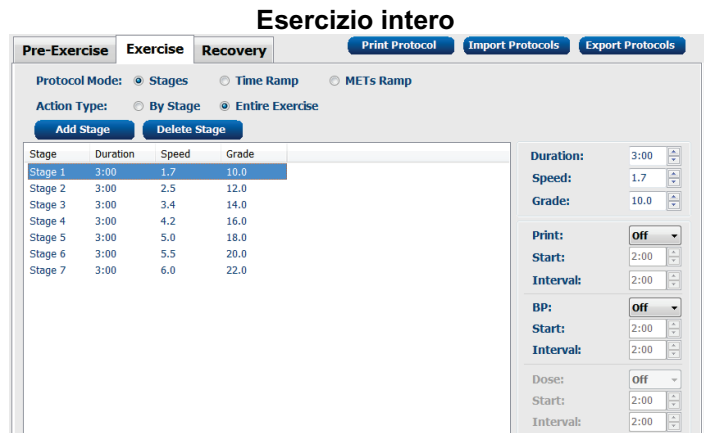 Esercizio intero
Pre-Exercise Exercise Recovery Print Protocol Import Protocols Export Protocols
Protocol Mode: Stages Time Ramp METs Ramp
Action Type: By Stage Entire Exercise
Add Stage Delete Stage
Stage Duration Speed Grade
Stage 1 3:00 1.7 10.0
Stage 2 3:00 2.5 12.0
Stage 3 3:00 3.4 14.0
Stage 4 3:00 4.2 16.0
Stage 5 3:00 5.0 18.0
Stage 6 3:00 5.5 20.0
Stage 7 3:00 6.0 22.0
Duration: 3:00
Speed: 1.7
Grade: 10.0
Print: Off
Start: 2:00
Interval: 2:00
BP: Off
Start: 2:00
Interval: 2:00
Dose: Off
Start: 2:00
Interval: 2:00